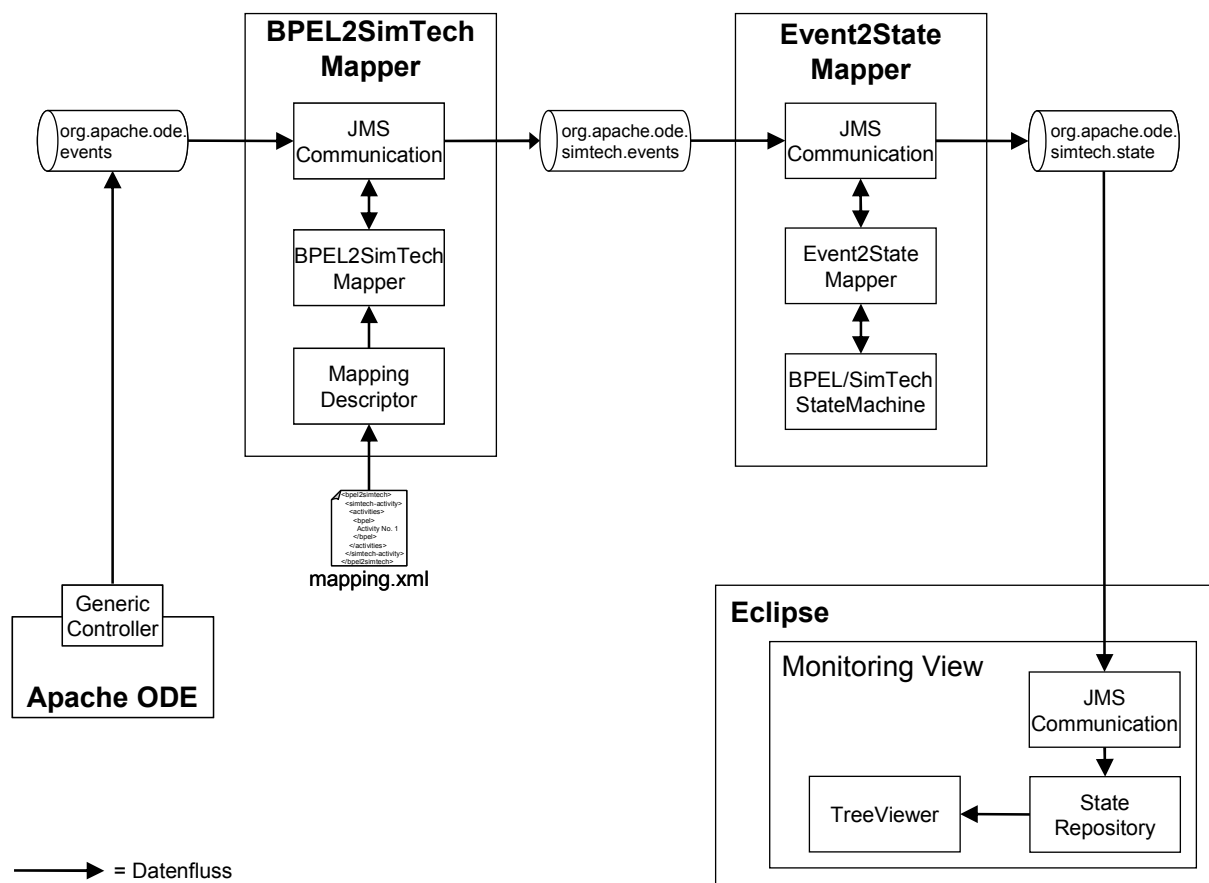 BPEL2SimTech
Mapper
Event2State
Mapper
org.apache.ode.
events
JMS
Communication
org.apache.ode.
simtech.events
JMS
Communication
org.apache.ode.
simtech.state
BPEL2SimTech
Mapper
Event2State
Mapper
Mapping
Descriptor
BPEL/SimTech
StateMachine
<bpel2simtech>
<simtech-activity>
<activities>
<bpel>
Activity No. 1
</bpel>
</activities>
</simtech-activity>
</bpel2simtech>
mapping.xml
Generic
Controller
Apache ODE
Eclipse
Monitoring View
JMS
Communication
TreeViewer
State
Repository
= Datenfluss